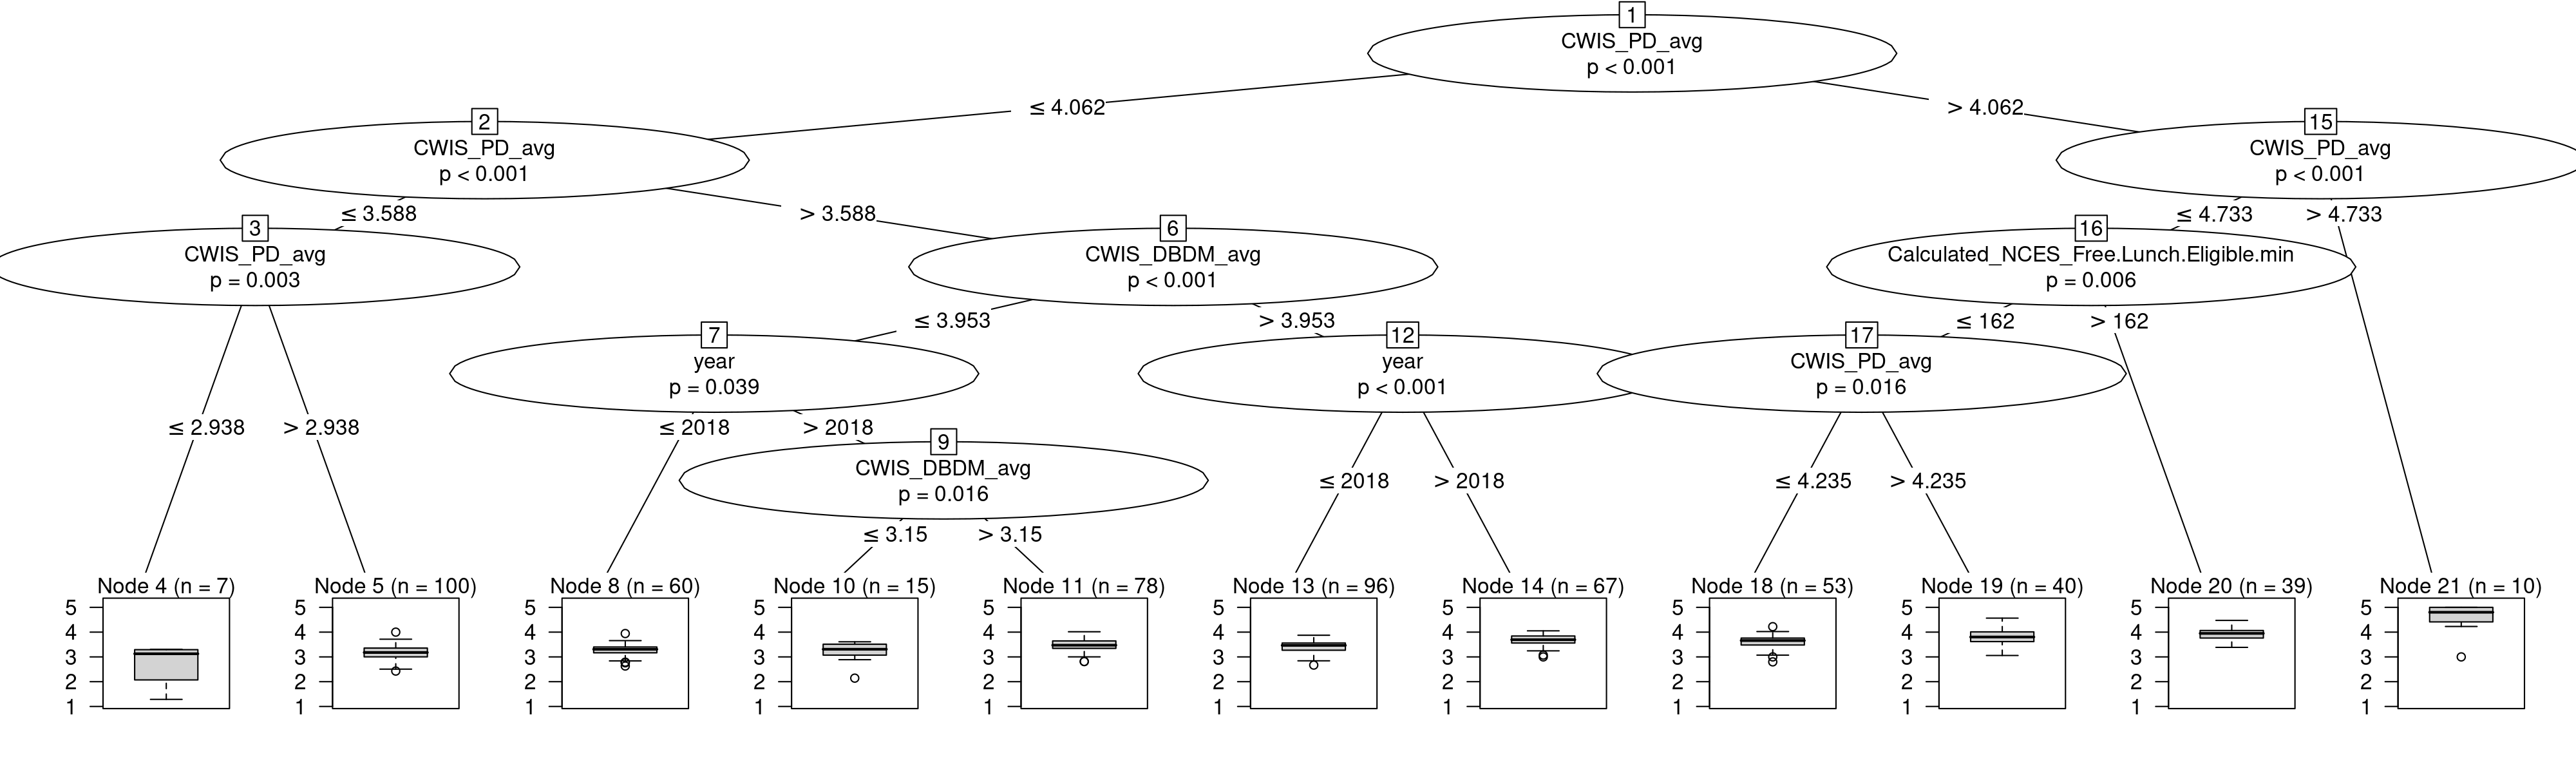 1
CWIS_PD_avg
p < 0.001
≤ 4.062
> 4.062
2
CWIS_PD_avg
p < 0.001
15
CWIS_PD_avg
p < 0.001
≤ 3.588
> 3.588
≤ 4.733
> 4.733
3
CWIS_PD_avg
p = 0.003
6
CWIS_DBDM_avg
p < 0.001
16
Calculated_NCES_Free.Lunch.Eligible.min
p = 0.006
≤ 3.953
> 3.953
≤ 162
> 162
7
year
p = 0.039
12
year
p < 0.001
17
CWIS_PD_avg
p = 0.016
≤ 2.938
> 2.938
≤ 2018
> 2018
9
CWIS_DBDM_avg
p = 0.016
≤ 2018
> 2018
≤ 4.235
> 4.235
≤ 3.15
> 3.15
Node 4 (n = 7)
5
4
3
2
1
Node 5 (n = 100)
5
4
3
2
1
Node 8 (n = 60)
5
4
3
2
1
Node 10 (n = 15)
5
4
3
2
1
Node 11 (n = 78)
5
4
3
2
1
Node 13 (n = 96)
5
4
3
2
1
Node 14 (n = 67)
5
4
3
2
1
Node 18 (n = 53)
5
4
3
2
1
Node 19 (n = 40)
5
4
3
2
1
Node 20 (n = 39)
5
4
3
2
1
Node 21 (n = 10)
5
4
3
2
1